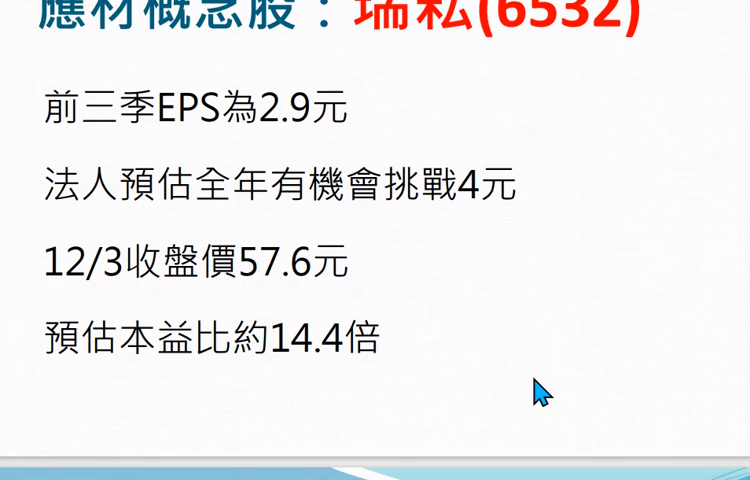 應材概念股：瑞耘(6532)
前三季EPS為2.9元
法人預估全年有機會挑戰4元
12/3收盤價57.6元
預估本益比約14.4倍